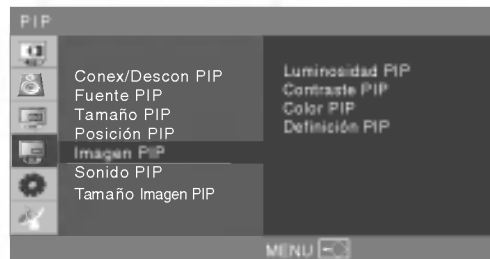 PIP
Conex/Descon PIP
Fuente PIP
Tamaño PIP
Posición PIP
Imagen PIP
Sonido PIP
Tamaño Imagen PIP
Luminosidad PIP
Contraste PIP
Color PIP
Definición PIP
MENU